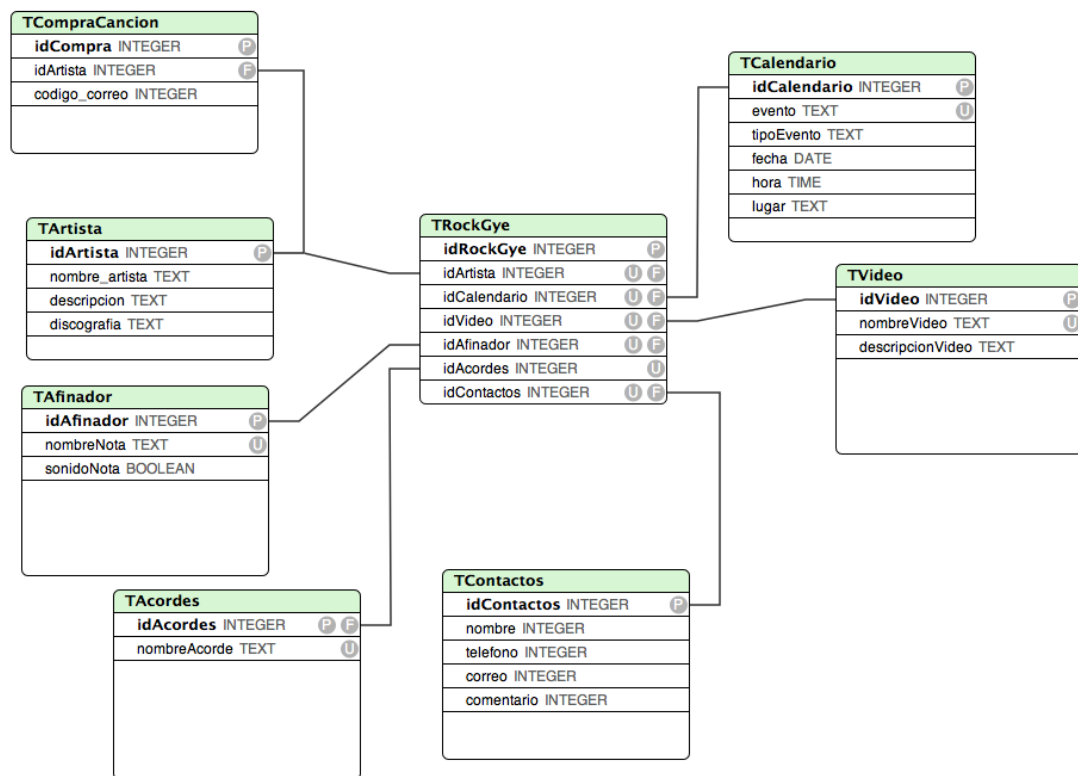 TCompraCancion
idCompra INTEGER P
idArtista INTEGER F
codigo_correo INTEGER
TArtista
idArtista INTEGER P
nombre_artista TEXT
descripcion TEXT
discografia TEXT
TAfinador
idAfinador INTEGER P
nombreNota TEXT U
sonidoNota BOOLEAN
TAcordes
idAcordes INTEGER P F
nombreAcorde TEXT U
TRockGye
idRockGye INTEGER P
idArtista INTEGER U F
idCalendario INTEGER U F
idVideo INTEGER U F
idAfinador INTEGER U F
idAcordes INTEGER U
idContactos INTEGER U F
TContactos
idContactos INTEGER P
nombre INTEGER
telefono INTEGER
correo INTEGER
comentario INTEGER
TCalendario
idCalendario INTEGER P
evento TEXT U
tipoEvento TEXT
fecha DATE
hora TIME
lugar TEXT
TVideo
idVideo INTEGER P
nombreVideo TEXT U
descripcionVideo TEXT